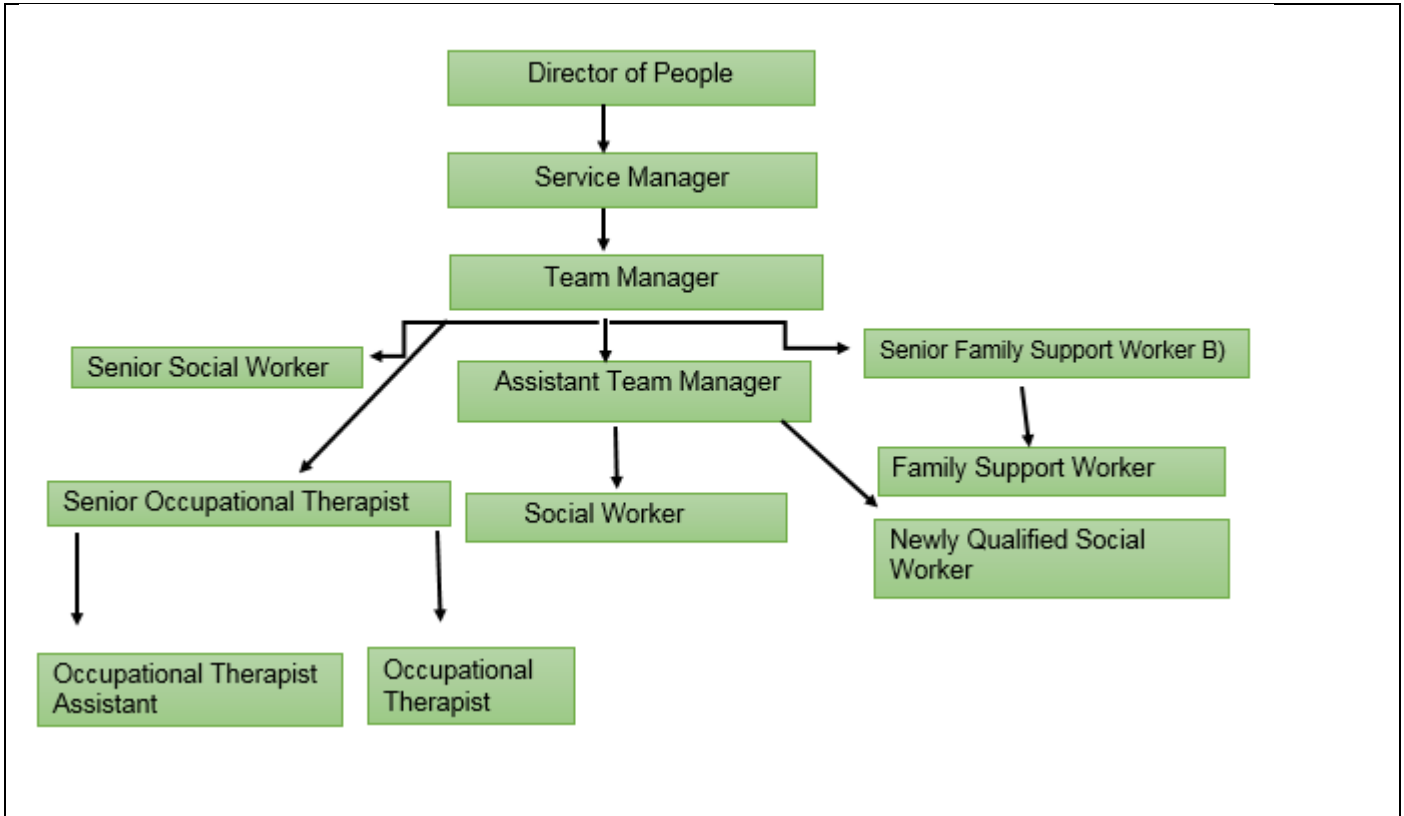 Director of People
Service Manager
Team Manager
Senior Social Worker
Assistant Team Manager
Senior Family Support Worker B)
Family Support Worker
Senior Occupational Therapist
Social Worker
Newly Qualified Social
Worker
Occupational Therapist
Assistant
Occupational
Therapist